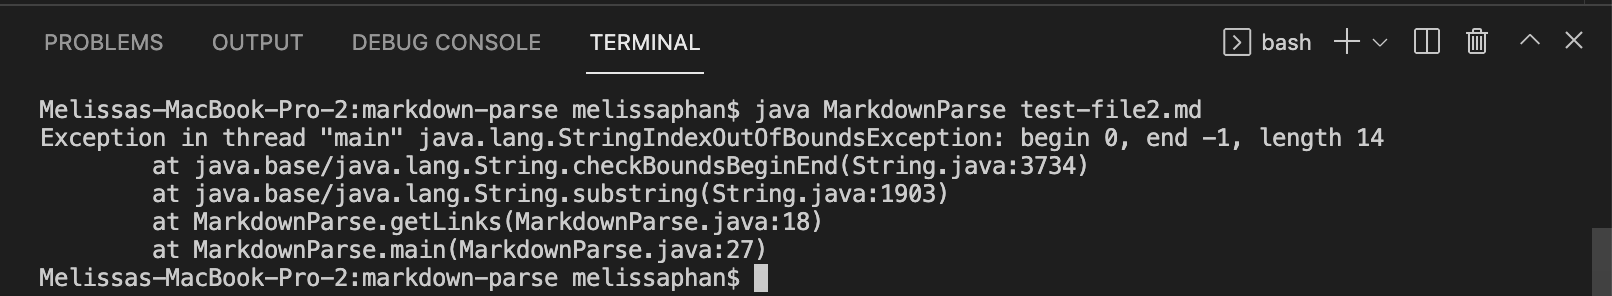 PROBLEMS OUTPUT DEBUG CONSOLE TERMINAL bash
Melissas-MacBook-Pro-2:markdown-parse melissaphan$ java MarkdownParse test-file2.md
Exception in thread "main" java.lang.StringIndexOutOfBoundsException: begin 0, end -1, length 14
        at java.base/java.lang.String.checkBoundsBeginEnd(String.java:3734)
        at java.base/java.lang.String.substring(String.java:1903)
        at MarkdownParse.getLinks(MarkdownParse.java:18)
        at MarkdownParse.main(MarkdownParse.java:27)
Melissas-MacBook-Pro-2:markdown-parse melissaphan$